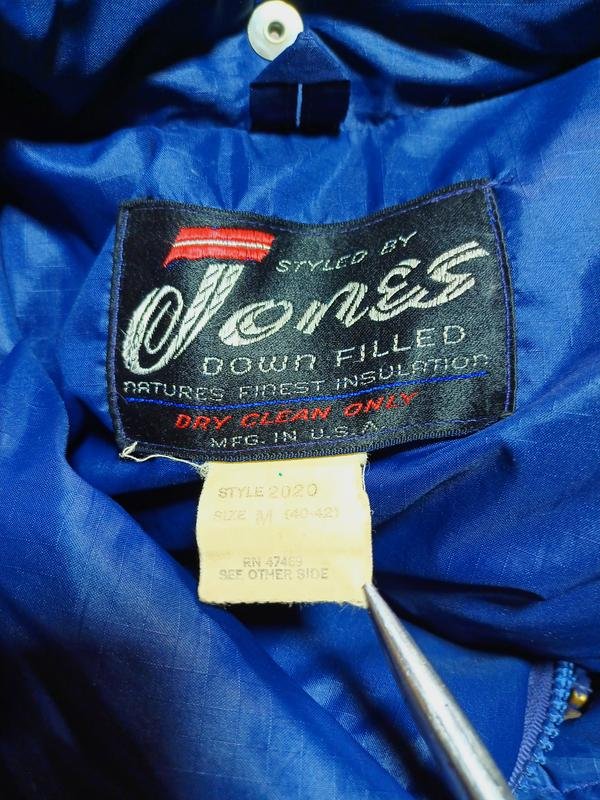 STYLED BY
Jones
DOWN FILLED
NATURES FINEST INSULATION
DRY CLEAN ONLY
MFG. IN U.S.A.
STYLE 2020
SIZE M (40-42)
RN 47469
SEE OTHER SIDE